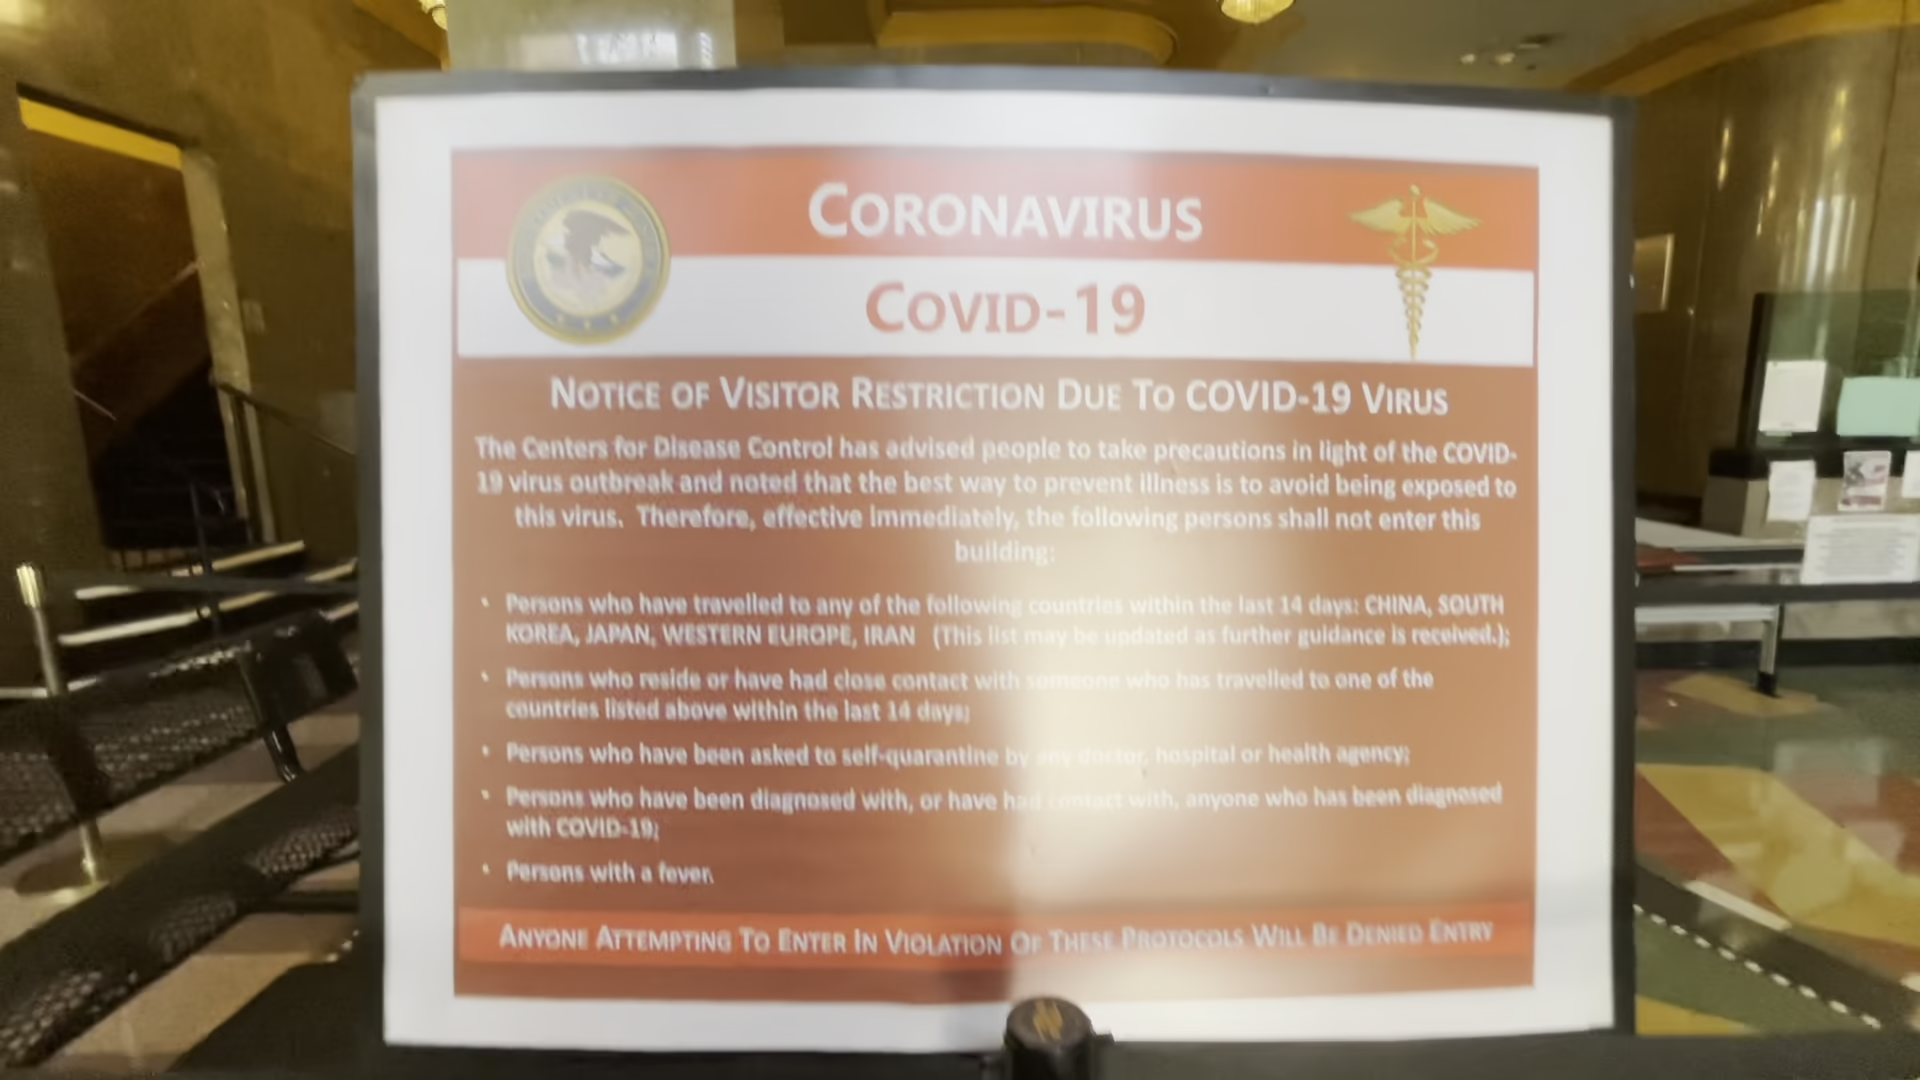 CORONAVIRUS
COVID-19
NOTICE OF VISITOR RESTRICTION DUE TO COVID-19 VIRUS
The Centers for Disease Control has advised people to take precautions in light of the COVID-
19 virus outbreak and noted that the best way to prevent illness is to avoid being exposed to
this virus. Therefore, effective immediately, the following persons shall not enter this
building:
• Persons who have travelled to any of the following countries within the last 14 days: CHINA, SOUTH
KOREA, JAPAN, WESTERN EUROPE, IRAN (This list may be updated as further guidance is received.);
• Persons who reside or have had close contact with someone who has travelled to one of the
countries listed above within the last 14 days;
• Persons who have been asked to self-quarantine by any doctor, hospital or health agency;
• Persons who have been diagnosed with, or have had contact with, anyone who has been diagnosed
with COVID-19;
• Persons with a fever.
ANYONE ATTEMPTING TO ENTER IN VIOLATION OF THESE PROTOCOLS WILL BE DENIED ENTRY